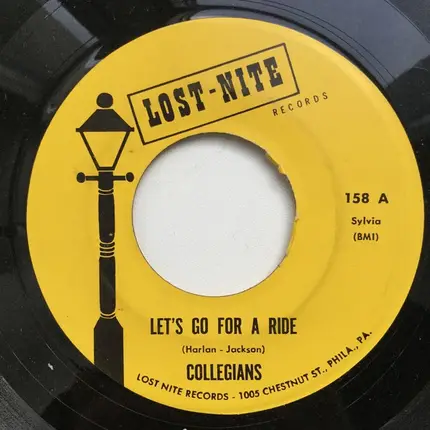 LOST-NITE
RECORDS
158 A
Sylvia
(BMI)
LET'S GO FOR A RIDE
(Harlan - Jackson)
COLLEGIANS
LOST NITE RECORDS - 1005 CHESTNUT ST., PHILA., PA.